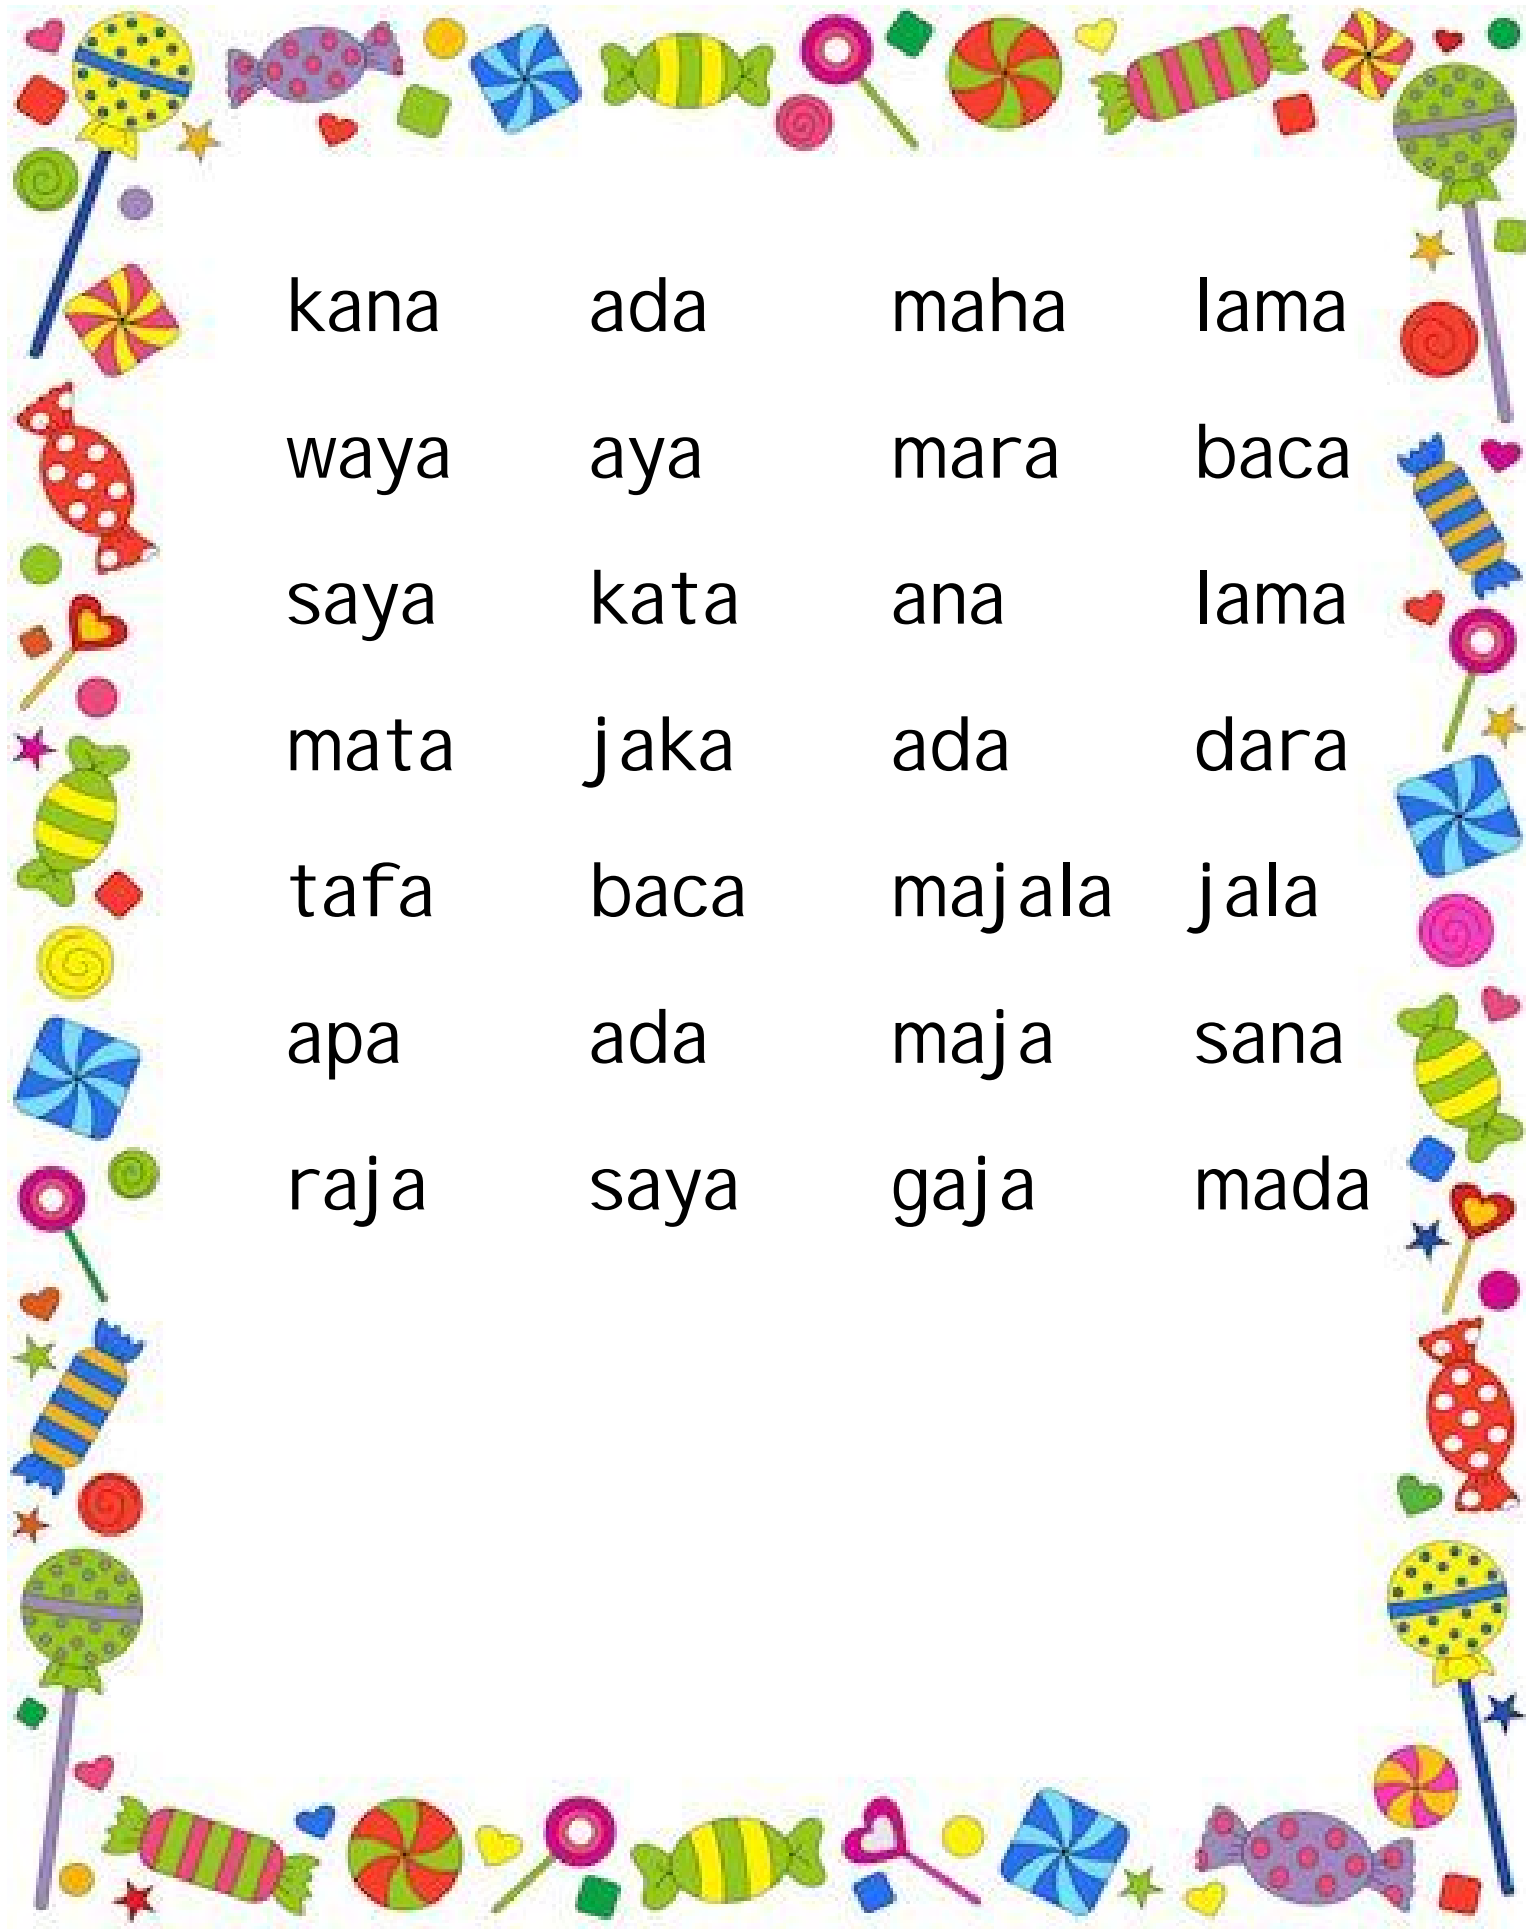 kana ada maha lama
waya aya mara baca
saya kata ana lama
mata jaka ada dara
tafa baca majala jala
apa ada maja sana
raja saya gaja mada